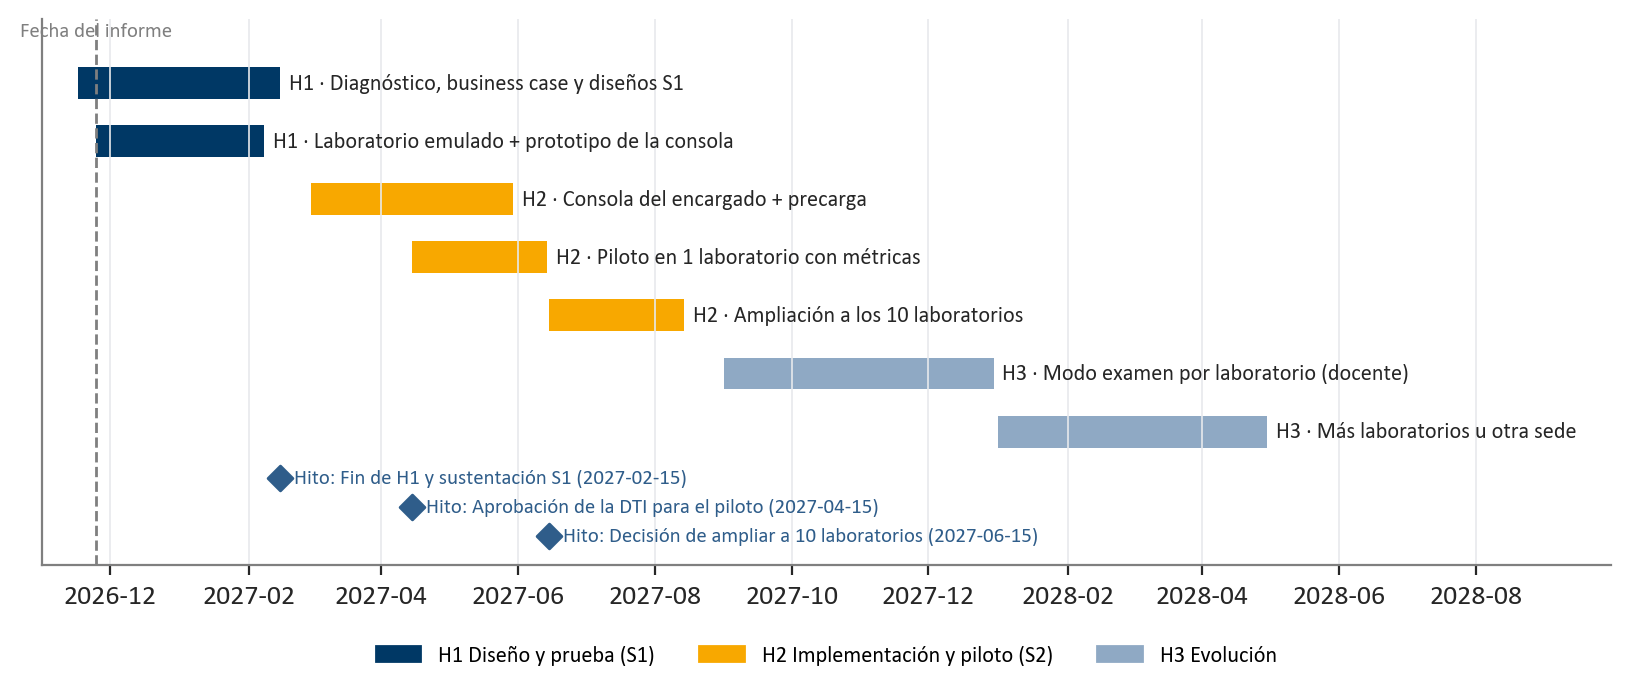 Fecha del informe
H1 · Diagnóstico, business case y diseños S1
H1 · Laboratorio emulado + prototipo de la consola
H2 · Consola del encargado + precarga
H2 · Piloto en 1 laboratorio con métricas
H2 · Ampliación a los 10 laboratorios
H3 · Modo examen por laboratorio (docente)
H3 · Más laboratorios u otra sede
Hito: Fin de H1 y sustentación S1 (2027-02-15)
Hito: Aprobación de la DTI para el piloto (2027-04-15)
Hito: Decisión de ampliar a 10 laboratorios (2027-06-15)
2026-12 2027-02 2027-04 2027-06 2027-08 2027-10 2027-12 2028-02 2028-04 2028-06 2028-08
H1 Diseño y prueba (S1) H2 Implementación y piloto (S2) H3 Evolución